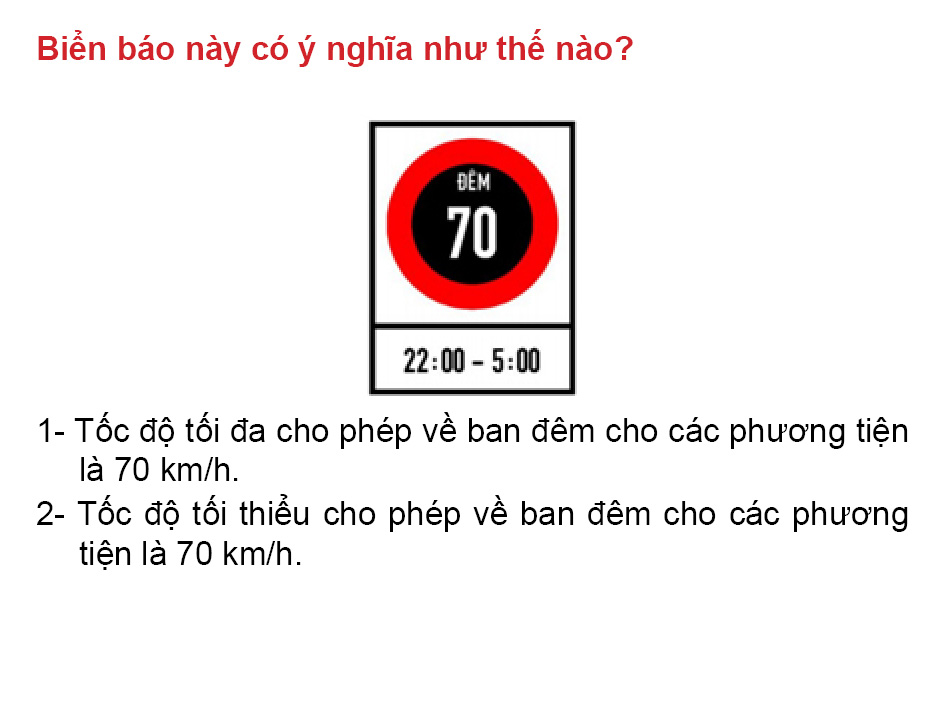 Biển báo này có ý nghĩa như thế nào?
ĐÊM
70
22:00 - 5:00
1- Tốc độ tối đa cho phép về ban đêm cho các phương tiện
là 70 km/h.
2- Tốc độ tối thiểu cho phép về ban đêm cho các phương
tiện là 70 km/h.